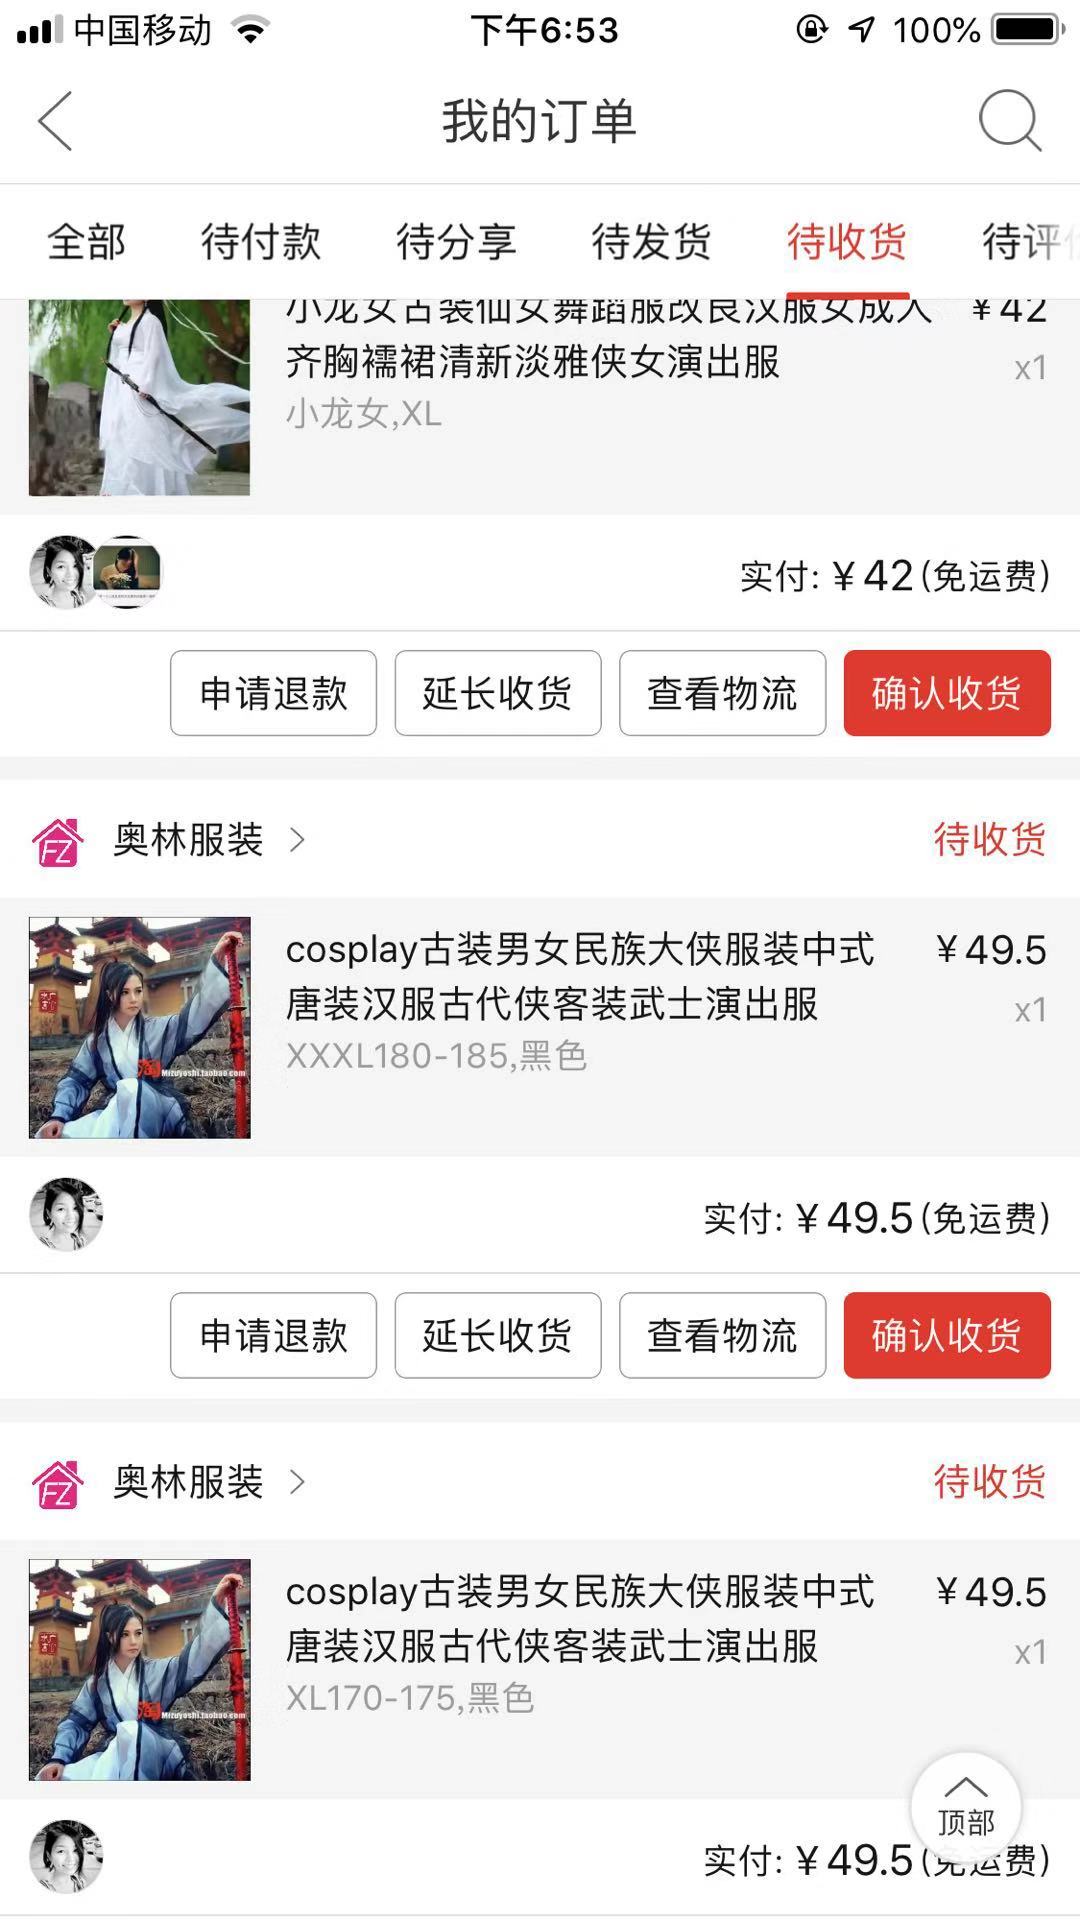 中国移动
下午6:53
100%
我的订单
全部
待付款
待分享
待发货
待收货
待评价
小龙女古装仙女舞蹈服改良汉服女成人
¥42
齐胸襦裙清新淡雅侠女演出服
x1
小龙女,XL
实付: ¥42(免运费)
申请退款
延长收货
查看物流
确认收货
FZ
奥林服装
待收货
cosplay古装男女民族大侠服装中式
¥49.5
唐装汉服古代侠客装武士演出服
x1
XXXL180-185,黑色
淘
Mizuyoshi.taobao.com
实付: ¥49.5(免运费)
申请退款
延长收货
查看物流
确认收货
FZ
奥林服装
待收货
cosplay古装男女民族大侠服装中式
¥49.5
唐装汉服古代侠客装武士演出服
x1
XL170-175,黑色
淘
Mizuyoshi.taobao.com
顶部
实付: ¥49.5(免运费)